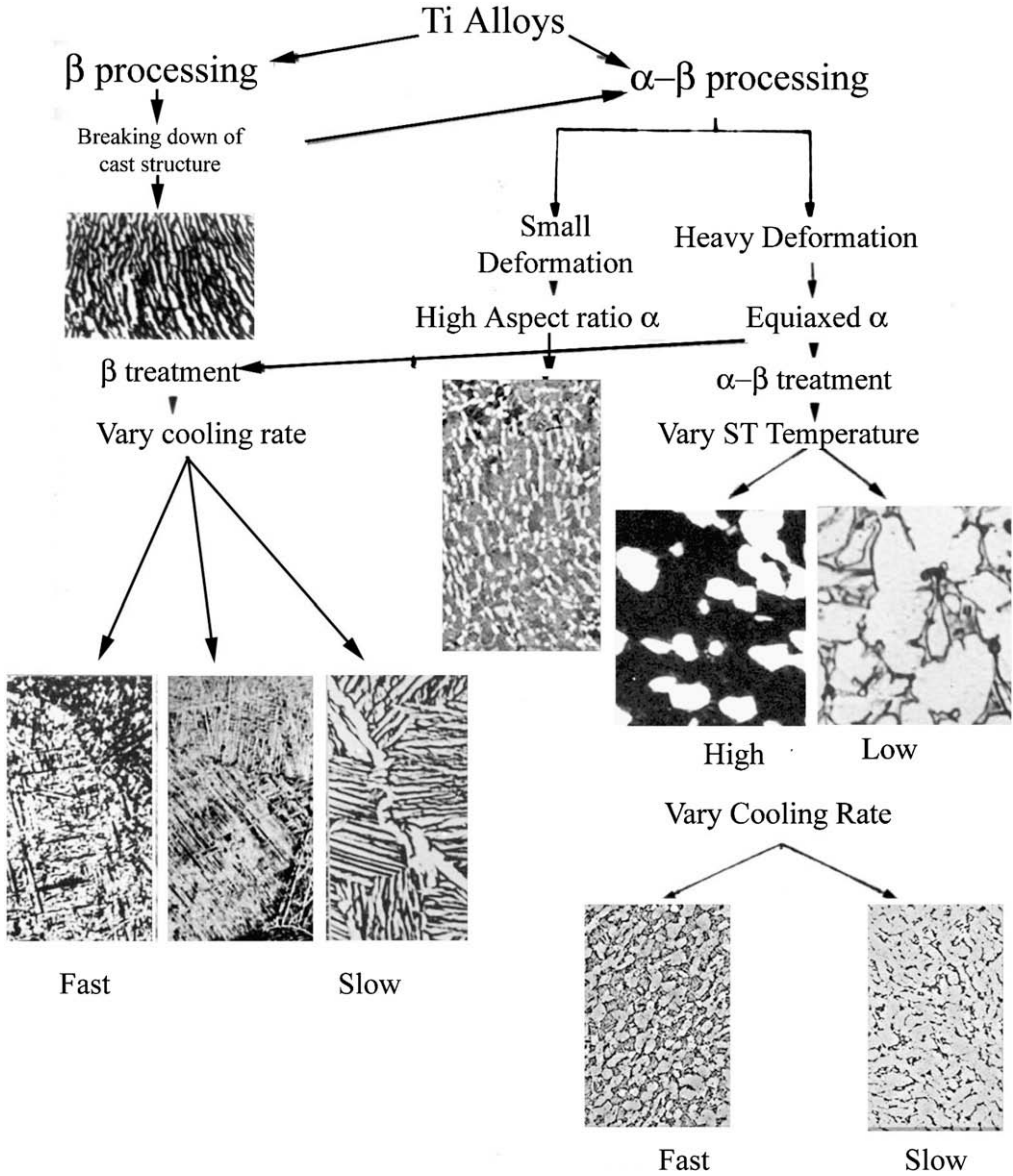 Ti Alloys
β processing
α–β processing
Breaking down of
cast structure
Small
Deformation
Heavy Deformation
High Aspect ratio α
Equiaxed α
β treatment
α–β treatment
Vary cooling rate
Vary ST Temperature
High
Low
Vary Cooling Rate
Fast
Slow
Fast
Slow